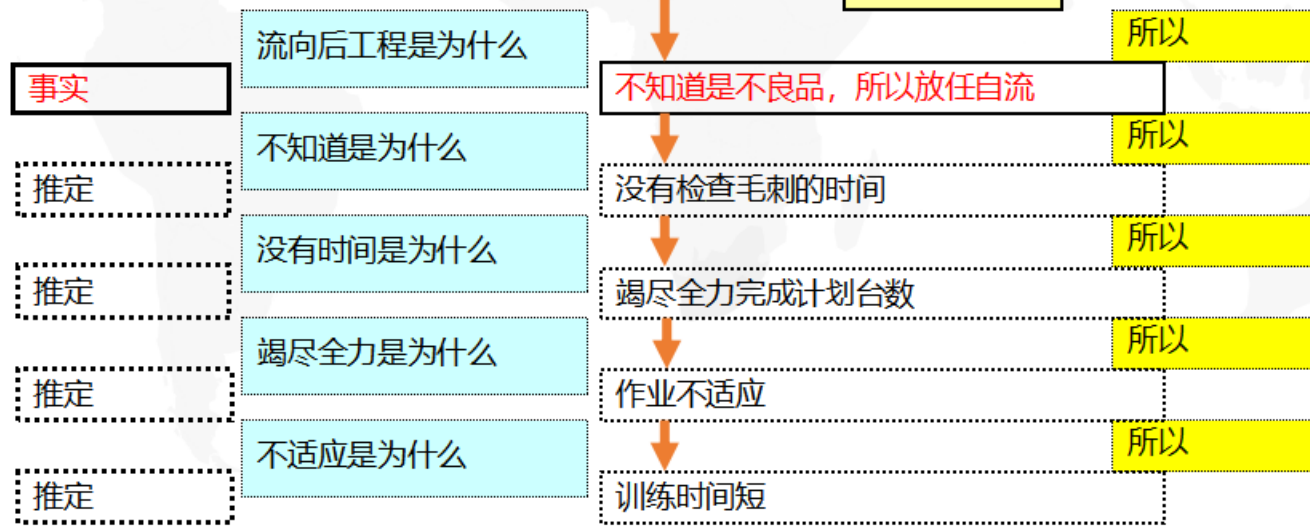 流向后工程是为什么
所以
事实
不知道是不良品，所以放任自流
不知道是为什么
所以
推定
没有检查毛刺的时间
没有时间是为什么
所以
推定
竭尽全力完成计划台数
竭尽全力是为什么
所以
推定
作业不适应
不适应是为什么
所以
推定
训练时间短